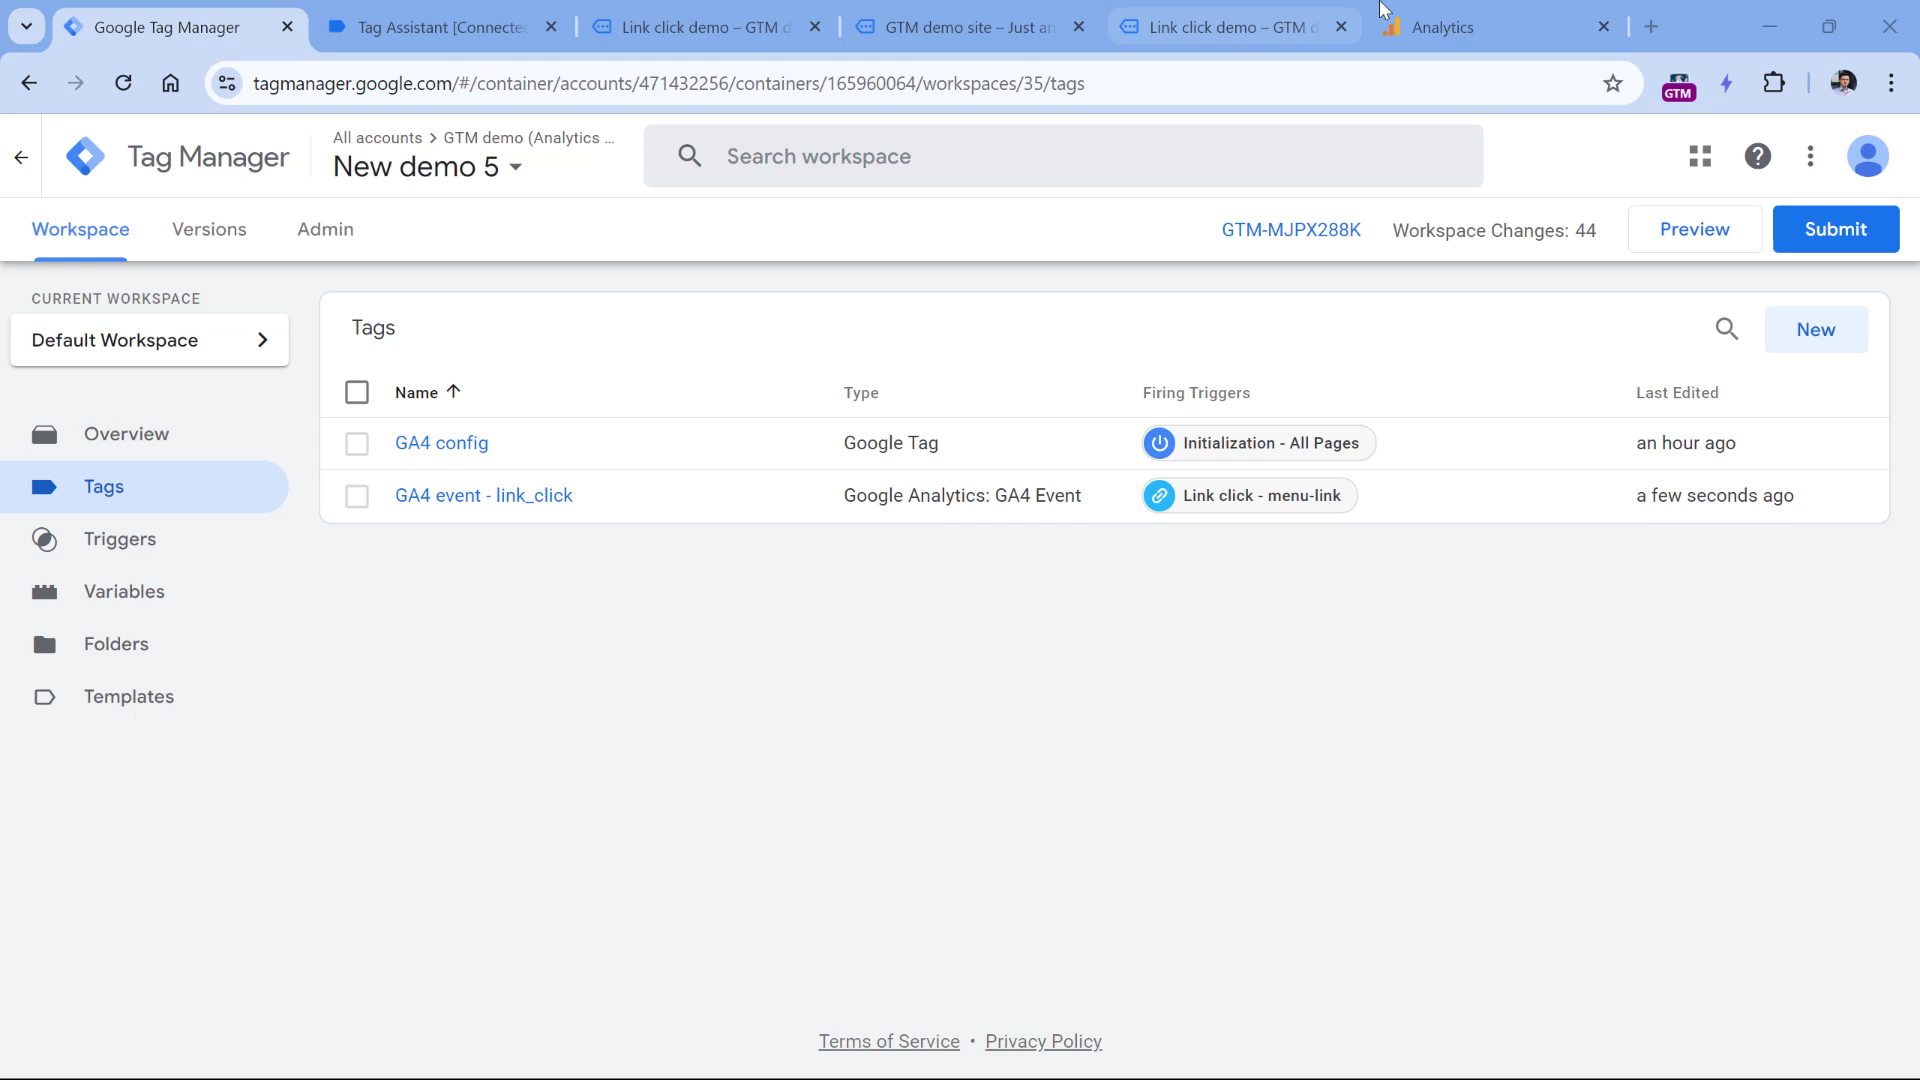 Google Tag Manager
Tag Assistant [Connected
Link click demo – GTM d
GTM demo site – Just an
Link click demo – GTM d
Analytics
tagmanager.google.com/#/container/accounts/471432256/containers/165960064/workspaces/35/tags
GTM
Tag Manager
All accounts > GTM demo (Analytics ...
New demo 5
Search workspace
Workspace
Versions
Admin
GTM-MJPX288K
Workspace Changes: 44
Preview
Submit
CURRENT WORKSPACE
Default Workspace
Overview
Tags
Triggers
Variables
Folders
Templates
Tags
New
Name
Type
Firing Triggers
Last Edited
GA4 config
Google Tag
Initialization - All Pages
an hour ago
GA4 event - link_click
Google Analytics: GA4 Event
Link click - menu-link
a few seconds ago
Terms of Service • Privacy Policy